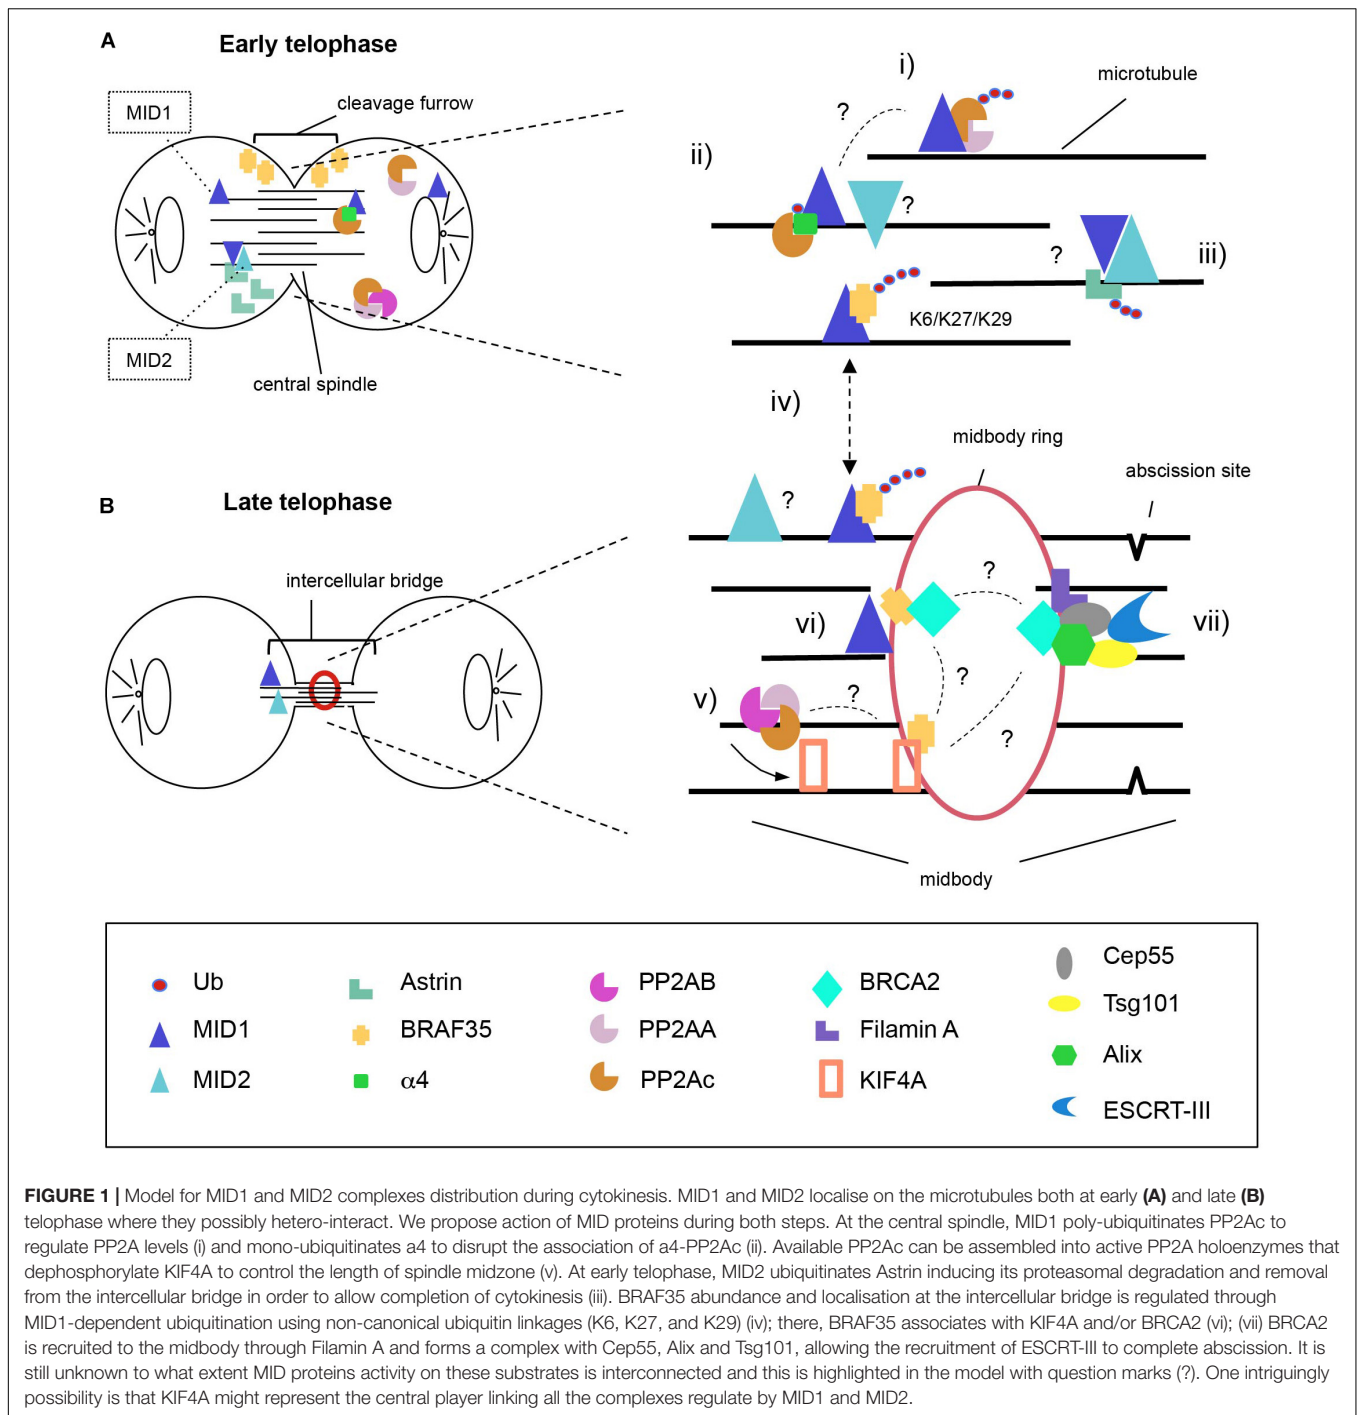 A
Early telophase
MID1
cleavage furrow
MID2
central spindle
i)
microtubule
?
ii)
?
?
iii)
K6/K27/K29
iv)
B
Late telophase
intercellular bridge
midbody ring
abscission site
?
?
vi)
vii)
?
v)
?
?
midbody
Ub
MID1
MID2
Astrin
BRAF35
α4
PP2AB
PP2AA
PP2Ac
BRCA2
Filamin A
KIF4A
Cep55
Tsg101
Alix
ESCRT-III
FIGURE 1 | Model for MID1 and MID2 complexes distribution during cytokinesis. MID1 and MID2 localise on the microtubules both at early (A) and late (B)
telophase where they possibly hetero-interact. We propose action of MID proteins during both steps. At the central spindle, MID1 poly-ubiquitinates PP2Ac to
regulate PP2A levels (i) and mono-ubiquitinates a4 to disrupt the association of a4-PP2Ac (ii). Available PP2Ac can be assembled into active PP2A holoenzymes that
dephosphorylate KIF4A to control the length of spindle midzone (v). At early telophase, MID2 ubiquitinates Astrin inducing its proteasomal degradation and removal
from the intercellular bridge in order to allow completion of cytokinesis (iii). BRAF35 abundance and localisation at the intercellular bridge is regulated through
MID1-dependent ubiquitination using non-canonical ubiquitin linkages (K6, K27, and K29) (iv); there, BRAF35 associates with KIF4A and/or BRCA2 (vi); (vii) BRCA2
is recruited to the midbody through Filamin A and forms a complex with Cep55, Alix and Tsg101, allowing the recruitment of ESCRT-III to complete abscission. It is
still unknown to what extent MID proteins activity on these substrates is interconnected and this is highlighted in the model with question marks (?). One intriguingly
possibility is that KIF4A might represent the central player linking all the complexes regulate by MID1 and MID2.